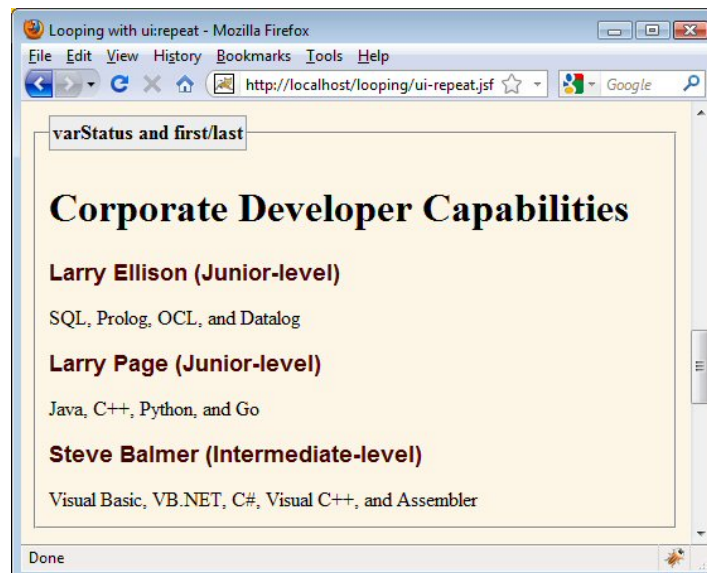 Looping with ui:repeat - Mozilla Firefox
File Edit View History Bookmarks Tools Help
http://localhost/looping/ui-repeat.jsf Google
varStatus and first/last
Corporate Developer Capabilities
Larry Ellison (Junior-level)
SQL, Prolog, OCL, and Datalog
Larry Page (Junior-level)
Java, C++, Python, and Go
Steve Balmer (Intermediate-level)
Visual Basic, VB.NET, C#, Visual C++, and Assembler
Done